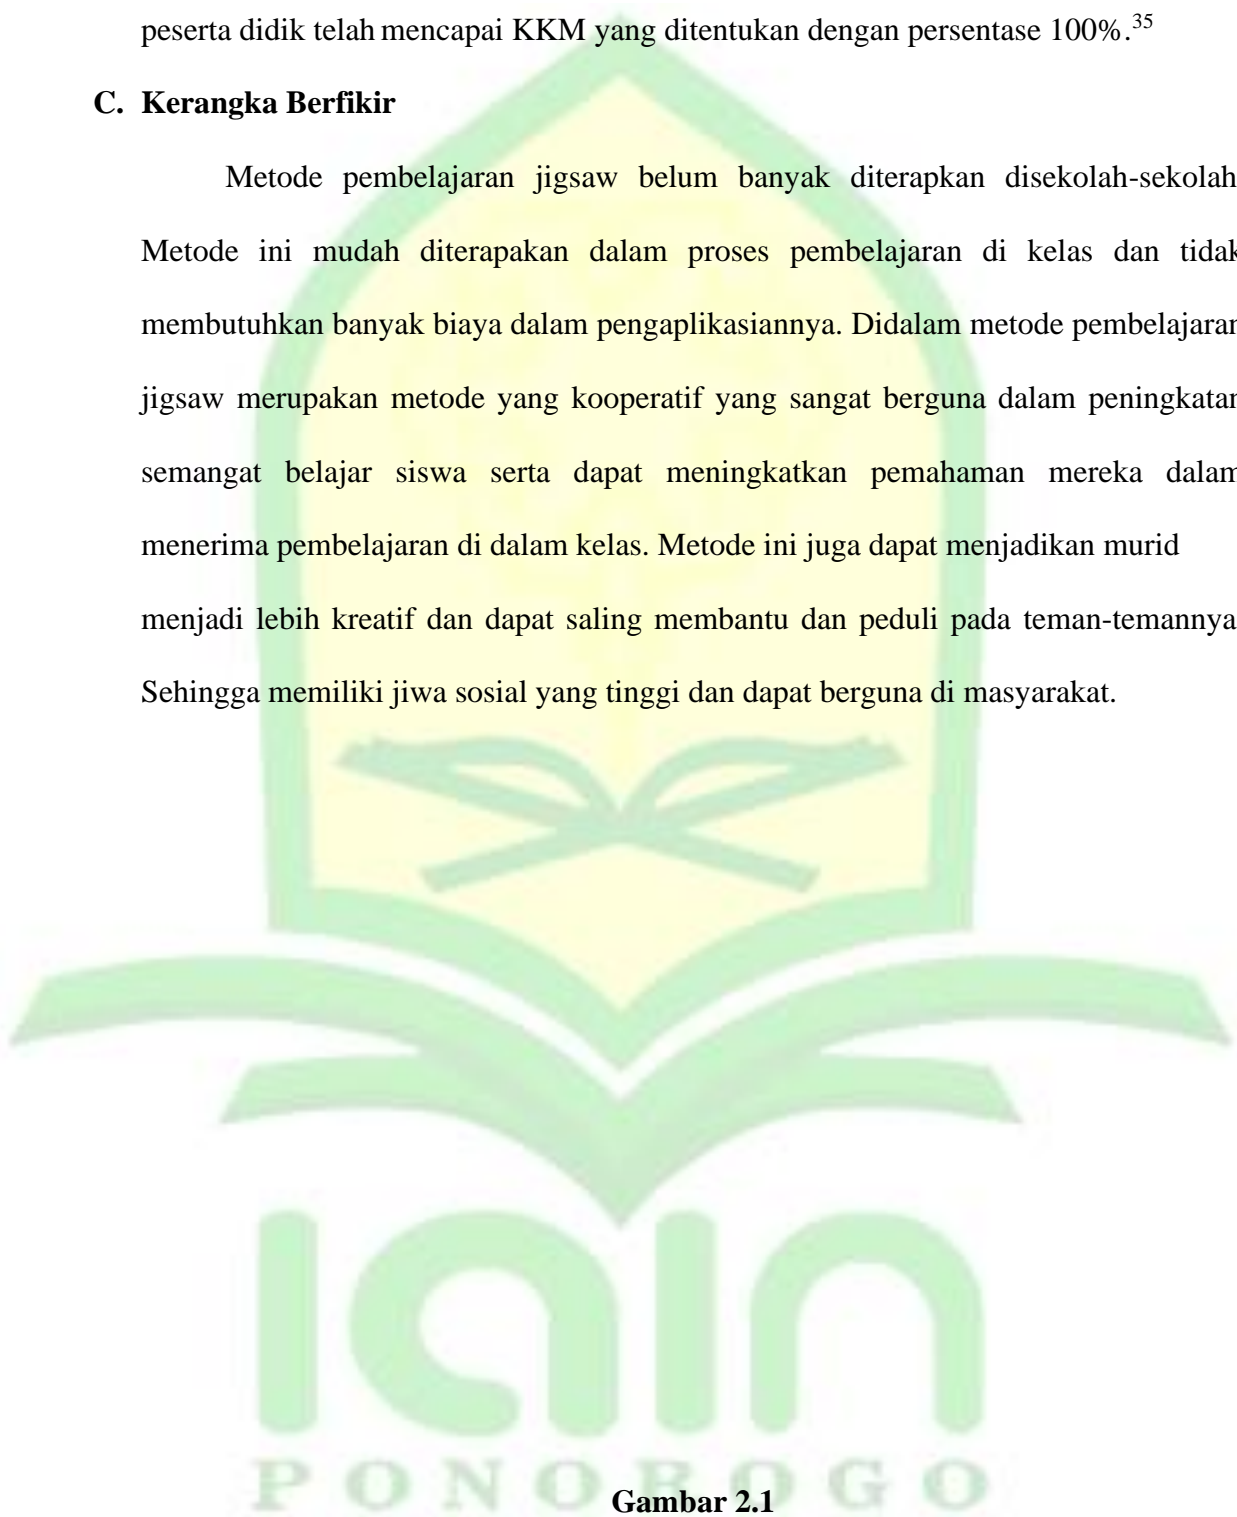 peserta didik telah mencapai KKM yang ditentukan dengan persentase 100%.35
C. Kerangka Berfikir
Metode pembelajaran jigsaw belum banyak diterapkan disekolah-sekolah
Metode ini mudah diterapakan dalam proses pembelajaran di kelas dan tidak
membutuhkan banyak biaya dalam pengaplikasiannya. Didalam metode pembelajaran
jigsaw merupakan metode yang kooperatif yang sangat berguna dalam peningkatan
semangat belajar siswa serta dapat meningkatkan pemahaman mereka dalam
menerima pembelajaran di dalam kelas. Metode ini juga dapat menjadikan murid
menjadi lebih kreatif dan dapat saling membantu dan peduli pada teman-temannya
Sehingga memiliki jiwa sosial yang tinggi dan dapat berguna di masyarakat.
iain
PONOROGO
Gambar 2.1